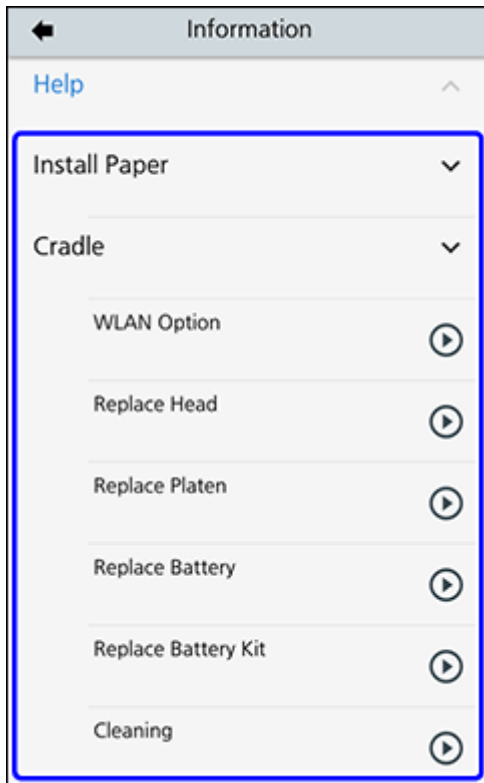 Information
Help
Install Paper
Cradle
WLAN Option
Replace Head
Replace Platen
Replace Battery
Replace Battery Kit
Cleaning